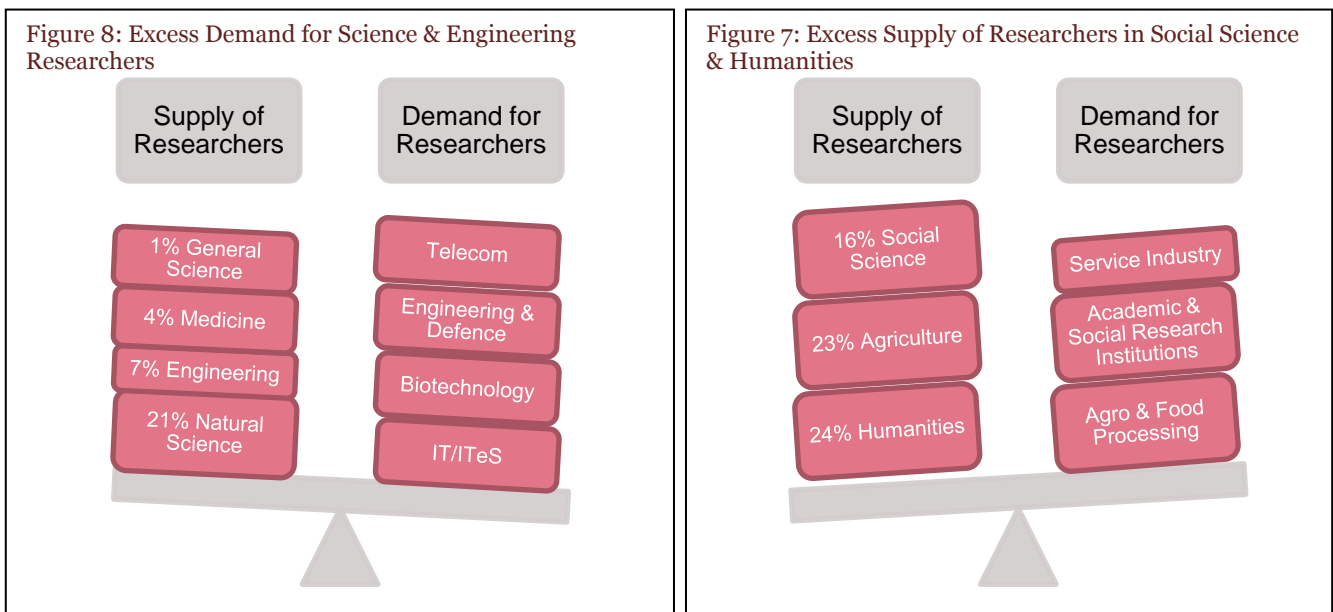 Figure 8: Excess Demand for Science & Engineering
Researchers
Supply of
Researchers
Demand for
Researchers
1% General
Science
4% Medicine
7% Engineering
21% Natural
Science
Telecom
Engineering &
Defence
Biotechnology
IT/ITeS
Figure 7: Excess Supply of Researchers in Social Science
& Humanities
Supply of
Researchers
Demand for
Researchers
16% Social
Science
23% Agriculture
24% Humanities
Service Industry
Academic &
Social Research
Institutions
Agro & Food
Processing